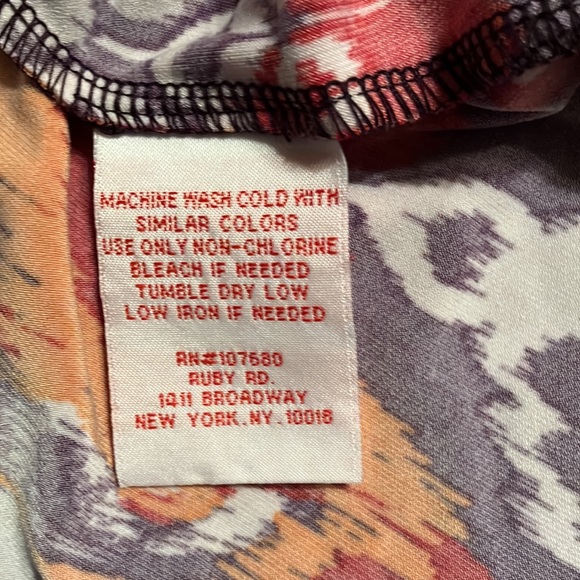 MACHINE WASH COLD WITH
SIMILAR COLORS
USE ONLY NON-CHLORINE
BLEACH IF NEEDED
TUMBLE DRY LOW
LOW IRON IF NEEDED
RN#107680
RUBY RD.
1411 BROADWAY
NEW YORK.NY.10018